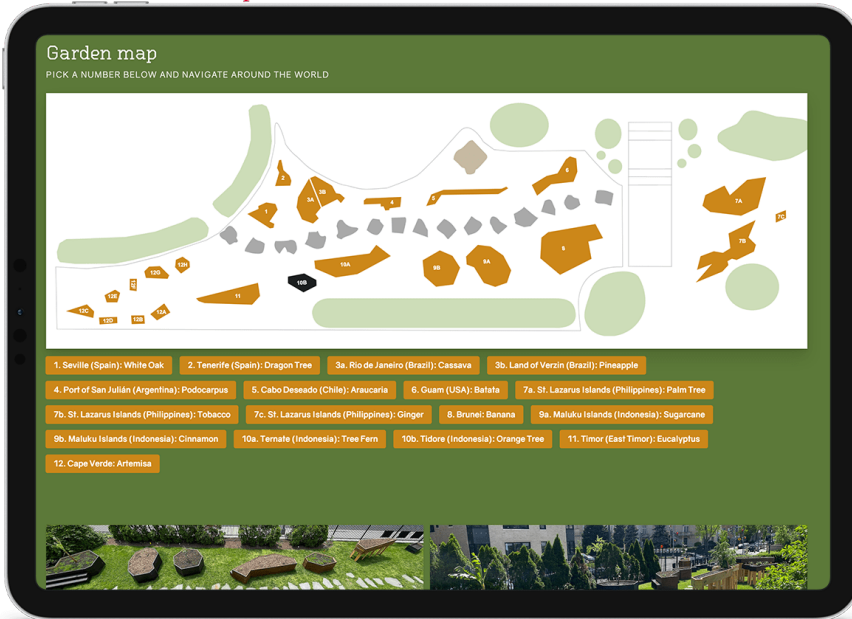 Garden map
PICK A NUMBER BELOW AND NAVIGATE AROUND THE WORLD
2
3B
3A
1
4
5
6
7A
7C
7B
8
9A
9B
10A
10B
11
12H
12G
12F
12E
12C
12D
12B
12A
1. Seville (Spain): White Oak
2. Tenerife (Spain): Dragon Tree
3a. Rio de Janeiro (Brazil): Cassava
3b. Land of Verzin (Brazil): Pineapple
4. Port of San Julián (Argentina): Podocarpus
5. Cabo Deseado (Chile): Araucaria
6. Guam (USA): Batata
7a. St. Lazarus Islands (Philippines): Palm Tree
7b. St. Lazarus Islands (Philippines): Tobacco
7c. St. Lazarus Islands (Philippines): Ginger
8. Brunei: Banana
9a. Maluku Islands (Indonesia): Sugarcane
9b. Maluku Islands (Indonesia): Cinnamon
10a. Ternate (Indonesia): Tree Fern
10b. Tidore (Indonesia): Orange Tree
11. Timor (East Timor): Eucalyptus
12. Cape Verde: Artemisa